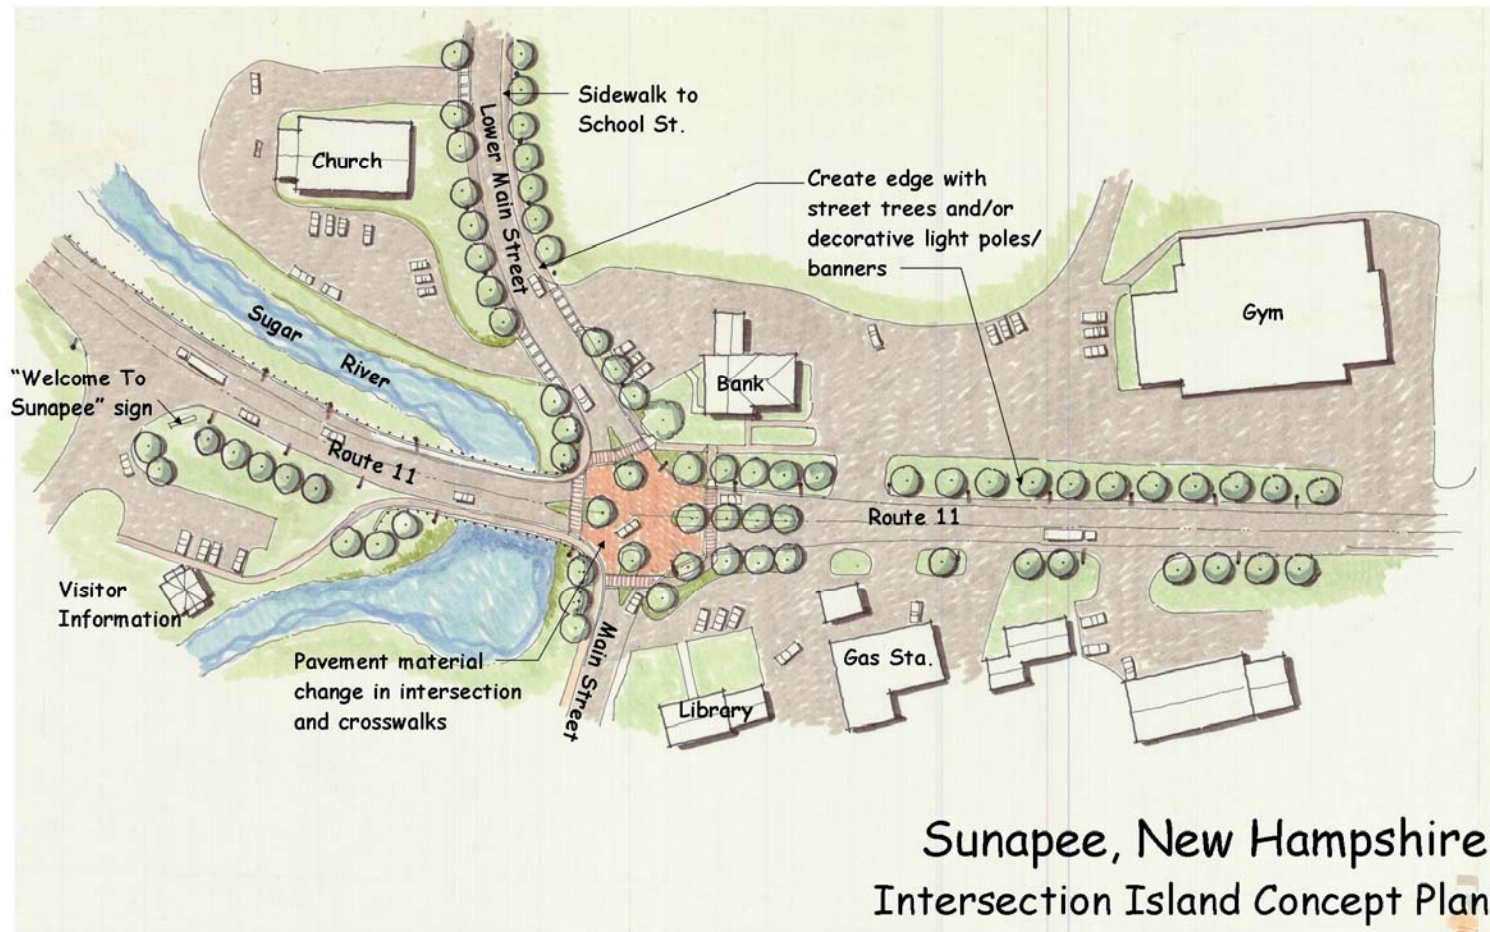 Sidewalk to
School St.
Lower Main Street
Church
Create edge with
street trees and/or
decorative light poles/
banners
Gym
Sugar River
Bank
"Welcome To
Sunapee" sign
Route 11
Route 11
Visitor
Information
Pavement material
change in intersection
and crosswalks
Main Street
Gas Sta.
Library
Sunapee, New Hampshire
Intersection Island Concept Plan